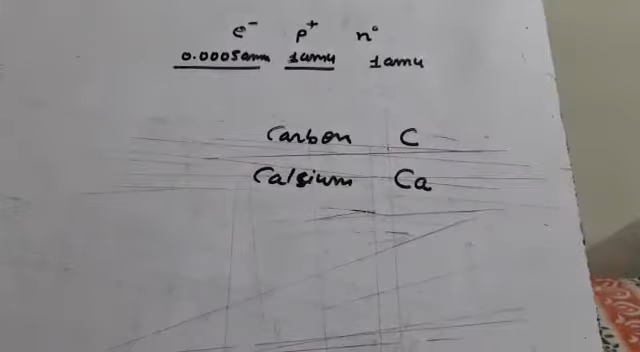 e⁻ p⁺ n°
0.0005amu 1amu 1amu
Carbon C
Calsium Ca